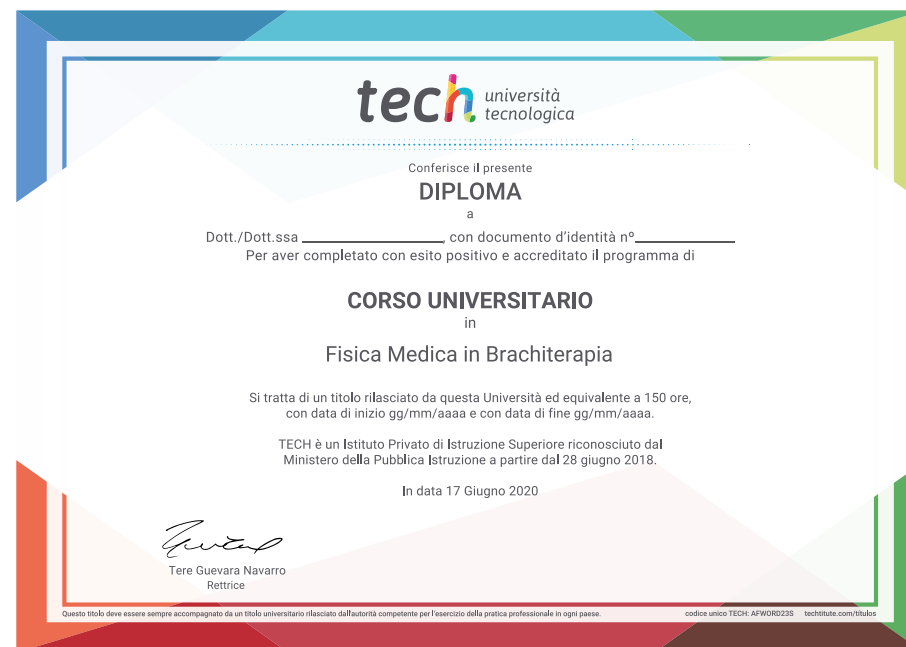 tech università
tecnologica
Conferisce il presente
DIPLOMA
a
Dott./Dott.ssa ____________________, con documento d'identità nº______________
Per aver completato con esito positivo e accreditato il programma di
CORSO UNIVERSITARIO
in
Fisica Medica in Brachiterapia
Si tratta di un titolo rilasciato da questa Università ed equivalente a 150 ore,
con data di inizio gg/mm/aaaa e con data di fine gg/mm/aaaa.
TECH è un Istituto Privato di Istruzione Superiore riconosciuto dal
Ministero della Pubblica Istruzione a partire dal 28 giugno 2018.
In data 17 Giugno 2020
Tere Guevara Navarro
Rettrice
Questo titolo deve essere sempre accompagnato da un titolo universitario rilasciato dall'autorità competente per l'esercizio della pratica professionale in ogni paese. codice unico TECH: AFWORD23S techtitute.com/títulos